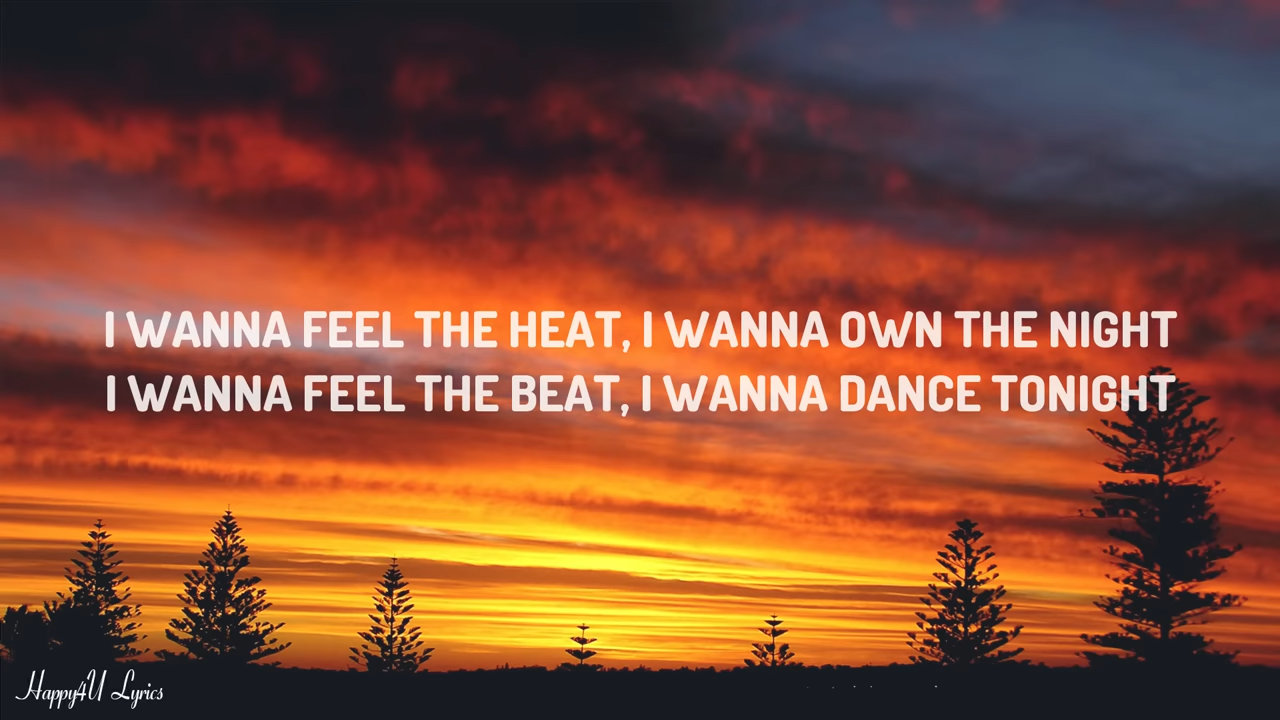 I WANNA FEEL THE HEAT, I WANNA OWN THE NIGHT
I WANNA FEEL THE BEAT, I WANNA DANCE TONIGHT
Happy4U Lyrics